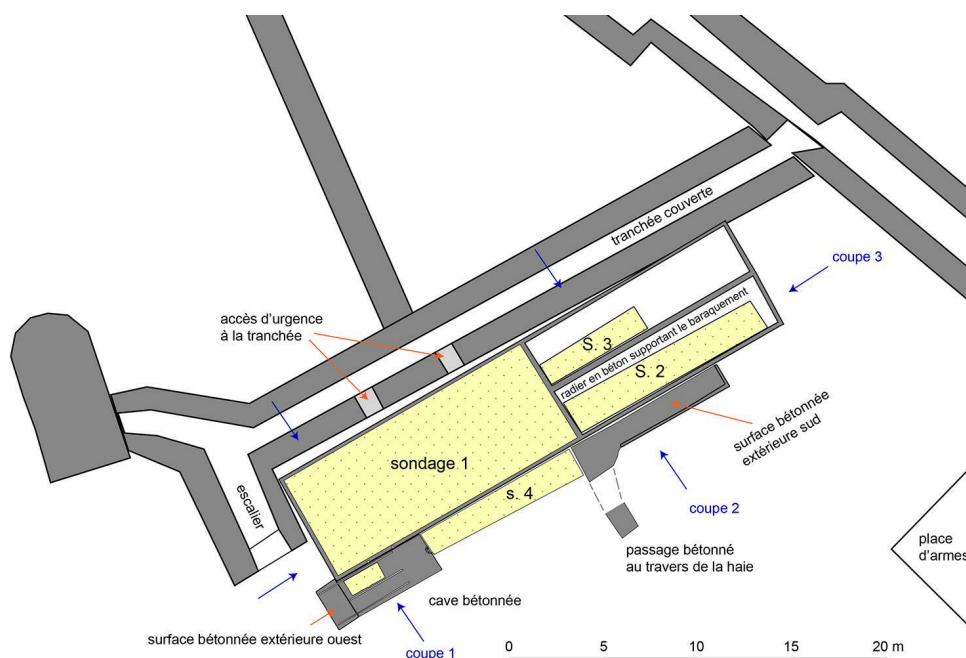 tranchée couverte
coupe 3
accès d'urgence
à la tranchée
S. 3
radier en béton supportant le baraquement
S. 2
surface bétonnée
extérieure sud
sondage 1
s. 4
escalier
coupe 2
passage bétonné
au travers de la haie
place
d'armes
cave bétonnée
surface bétonnée extérieure ouest
coupe 1
0 5 10 15 20 m